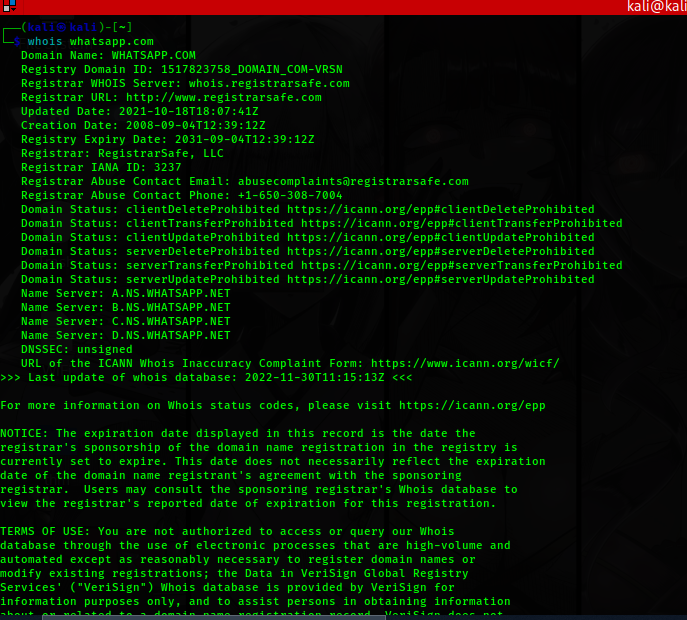 kali@kali
┌──(kali㉿kali)-[~]
└─$ whois whatsapp.com
Domain Name: WHATSAPP.COM
Registry Domain ID: 1517823758_DOMAIN_COM-VRSN
Registrar WHOIS Server: whois.registrarsafe.com
Registrar URL: http://www.registrarsafe.com
Updated Date: 2021-10-18T18:07:41Z
Creation Date: 2008-09-04T12:39:12Z
Registry Expiry Date: 2031-09-04T12:39:12Z
Registrar: RegistrarSafe, LLC
Registrar IANA ID: 3237
Registrar Abuse Contact Email: abusecomplaints@registrarsafe.com
Registrar Abuse Contact Phone: +1-650-308-7004
Domain Status: clientDeleteProhibited https://icann.org/epp#clientDeleteProhibited
Domain Status: clientTransferProhibited https://icann.org/epp#clientTransferProhibited
Domain Status: clientUpdateProhibited https://icann.org/epp#clientUpdateProhibited
Domain Status: serverDeleteProhibited https://icann.org/epp#serverDeleteProhibited
Domain Status: serverTransferProhibited https://icann.org/epp#serverTransferProhibited
Domain Status: serverUpdateProhibited https://icann.org/epp#serverUpdateProhibited
Name Server: A.NS.WHATSAPP.NET
Name Server: B.NS.WHATSAPP.NET
Name Server: C.NS.WHATSAPP.NET
Name Server: D.NS.WHATSAPP.NET
DNSSEC: unsigned
URL of the ICANN Whois Inaccuracy Complaint Form: https://www.icann.org/wicf/
>>> Last update of whois database: 2022-11-30T11:15:13Z <<<
For more information on Whois status codes, please visit https://icann.org/epp
NOTICE: The expiration date displayed in this record is the date the
registrar's sponsorship of the domain name registration in the registry is
currently set to expire. This date does not necessarily reflect the expiration
date of the domain name registrant's agreement with the sponsoring
registrar.  Users may consult the sponsoring registrar's Whois database to
view the registrar's reported date of expiration for this registration.
TERMS OF USE: You are not authorized to access or query our Whois
database through the use of electronic processes that are high-volume and
automated except as reasonably necessary to register domain names or
modify existing registrations; the Data in VeriSign Global Registry
Services' ("VeriSign") Whois database is provided by VeriSign for
information purposes only, and to assist persons in obtaining information
about or related to a domain name registration record. VeriSign does not